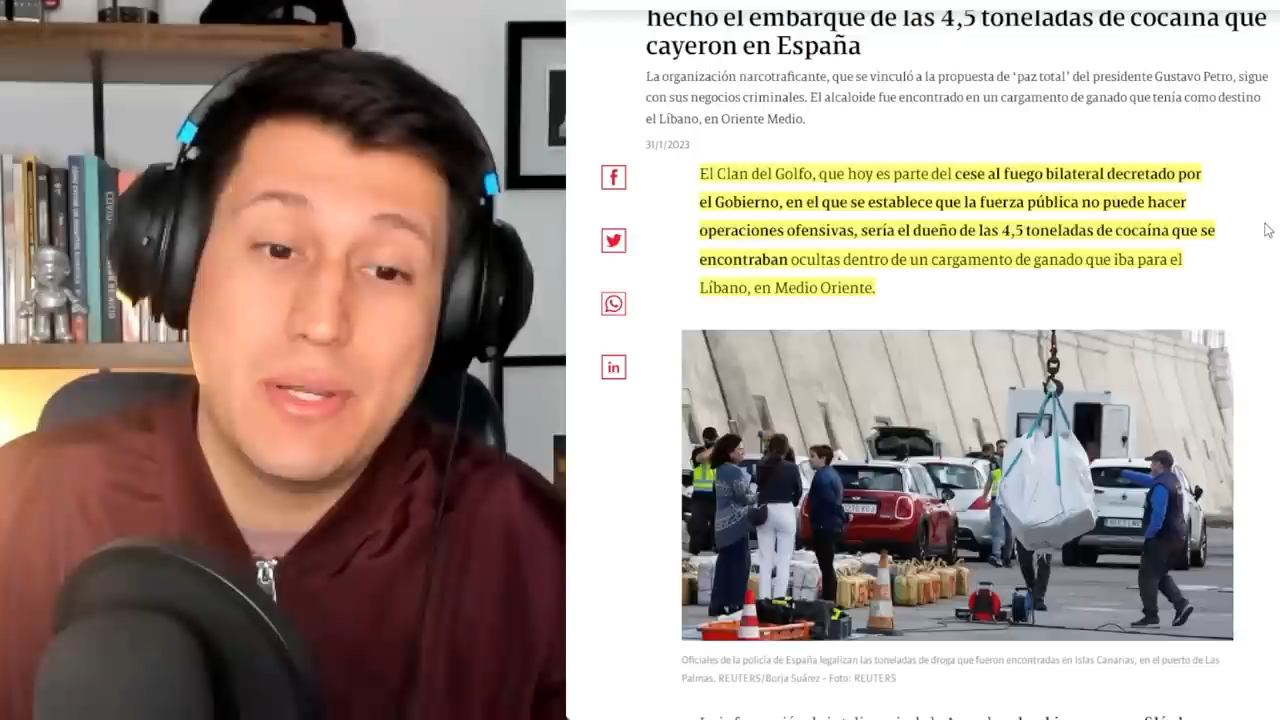 hecho el embarque de las 4,5 toneladas de cocaína que
cayeron en España
La organización narcotraficante, que se vinculó a la propuesta de ‘paz total’ del presidente Gustavo Petro, sigue
con sus negocios criminales. El alcaloide fue encontrado en un cargamento de ganado que tenía como destino
el Líbano, en Oriente Medio.
31/1/2023
El Clan del Golfo, que hoy es parte del cese al fuego bilateral decretado por
el Gobierno, en el que se establece que la fuerza pública no puede hacer
operaciones ofensivas, sería el dueño de las 4,5 toneladas de cocaína que se
encontraban ocultas dentro de un cargamento de ganado que iba para el
Líbano, en Medio Oriente.
Oficiales de la policía de España legalizan las toneladas de droga que fueron encontradas en Islas Canarias, en el puerto de Las
Palmas. REUTERS/Borja Suárez - Foto: REUTERS